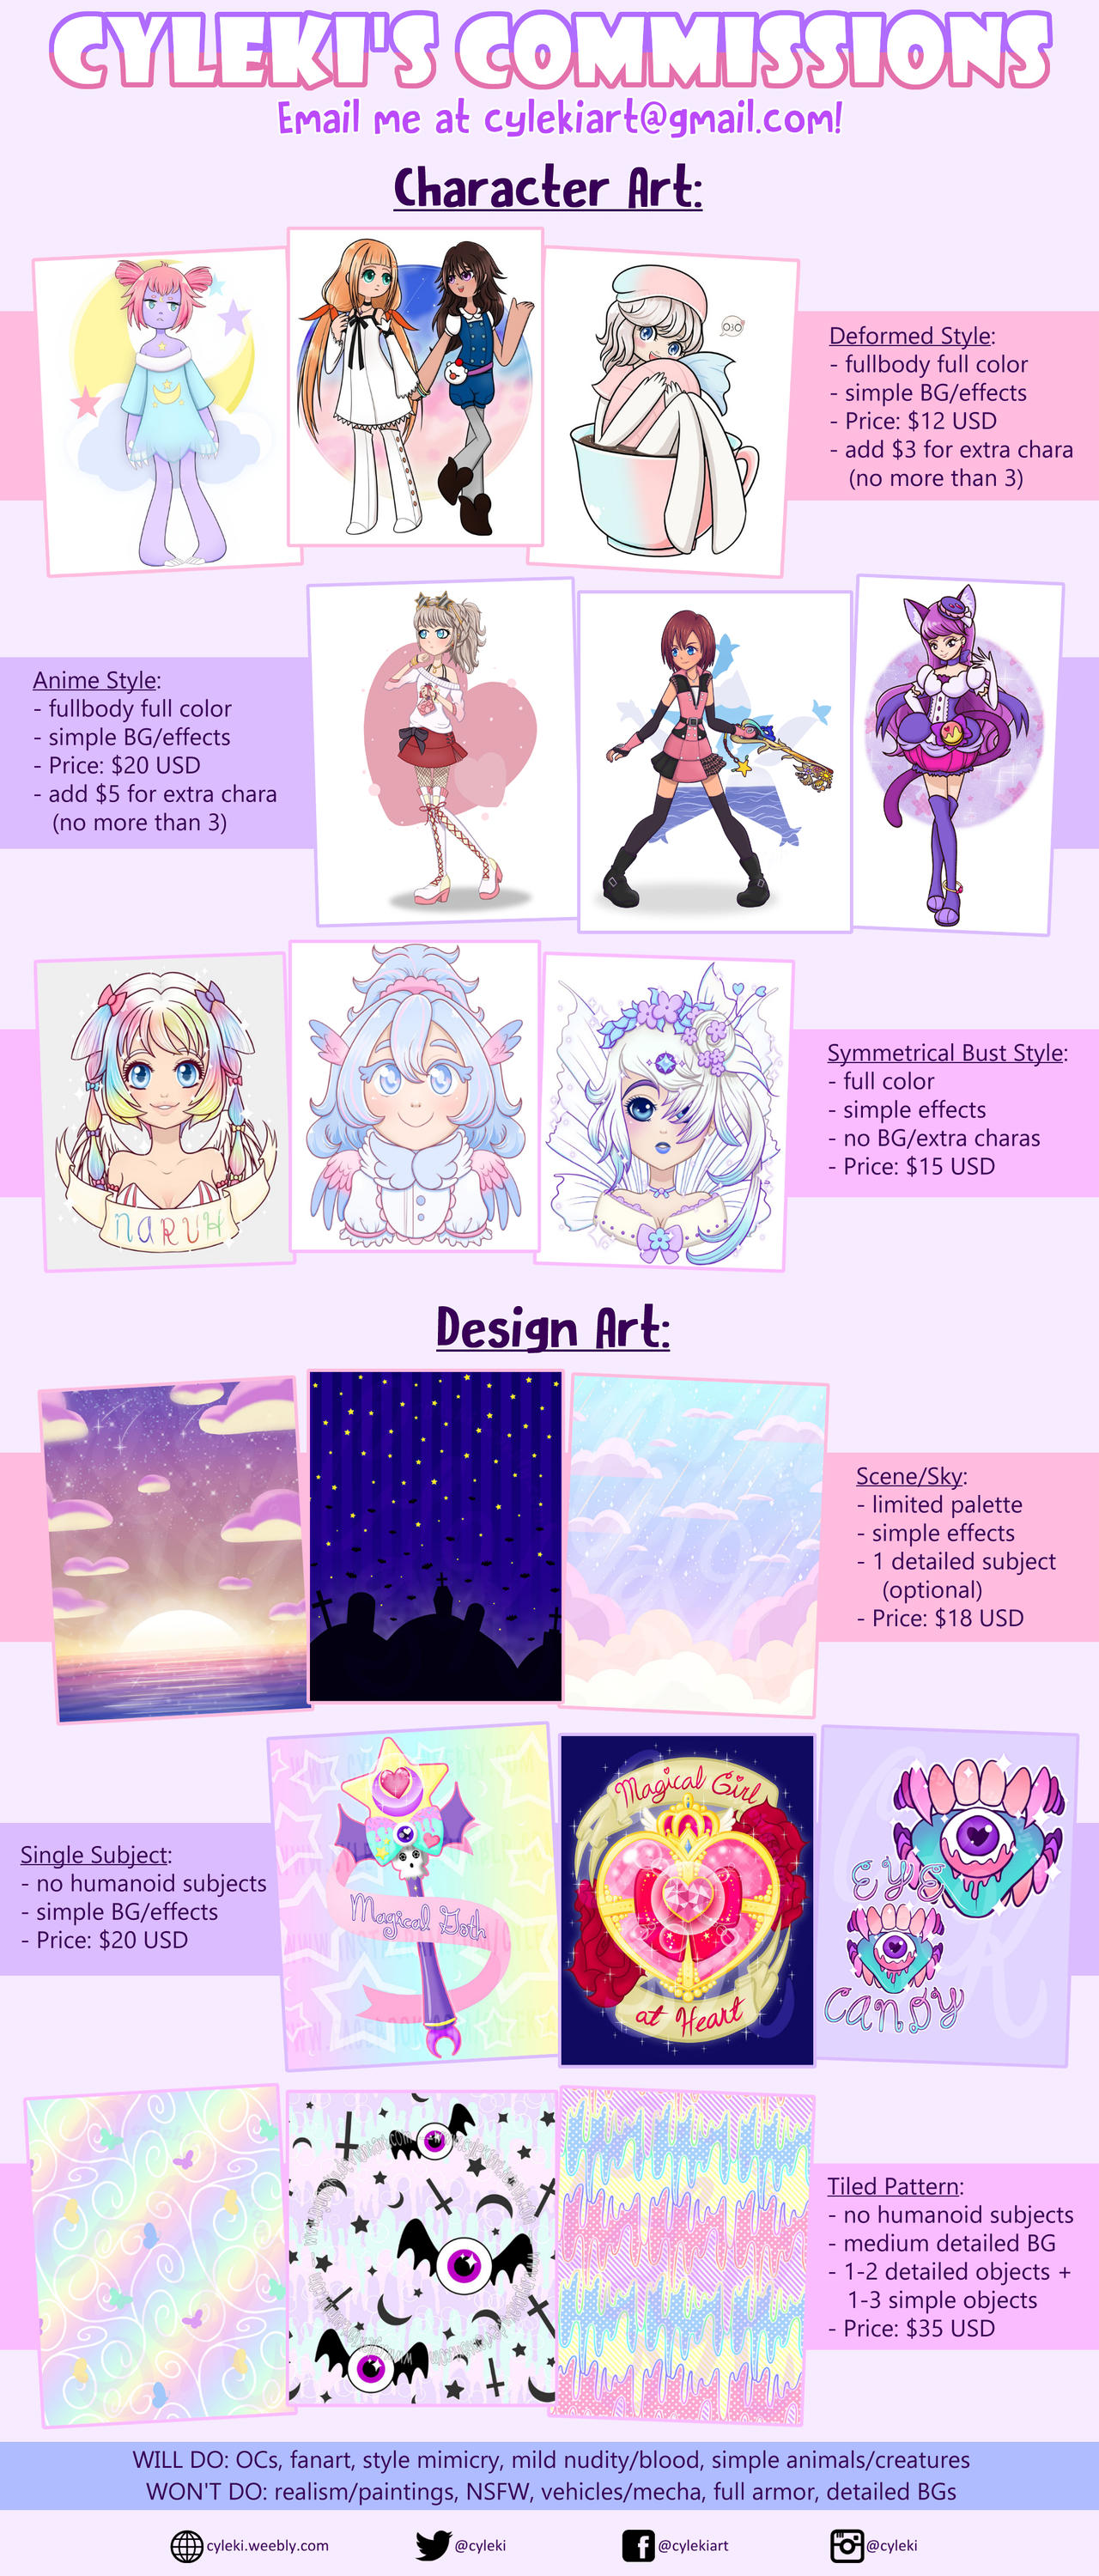 CYLEKI'S COMMISSIONS
Email me at cylekiart@gmail.com!
Character Art:
OJO
Deformed Style:
- fullbody full color
- simple BG/effects
- Price: $12 USD
- add $3 for extra chara
(no more than 3)
Anime Style:
- fullbody full color
- simple BG/effects
- Price: $20 USD
- add $5 for extra chara
(no more than 3)
NARUH
Symmetrical Bust Style:
- full color
- simple effects
- no BG/extra charas
- Price: $15 USD
Design Art:
Scene/Sky:
- limited palette
- simple effects
- 1 detailed subject
(optional)
- Price: $18 USD
Single Subject:
- no humanoid subjects
- simple BG/effects
- Price: $20 USD
Magical Goth
Magical Girl
at Heart
EYE
CANDY
Tiled Pattern:
- no humanoid subjects
- medium detailed BG
- 1-2 detailed objects +
1-3 simple objects
- Price: $35 USD
WILL DO: OCs, fanart, style mimicry, mild nudity/blood, simple animals/creatures
WON'T DO: realism/paintings, NSFW, vehicles/mecha, full armor, detailed BGs
cyleki.weebly.com
@cyleki
@cylekiart
@cyleki